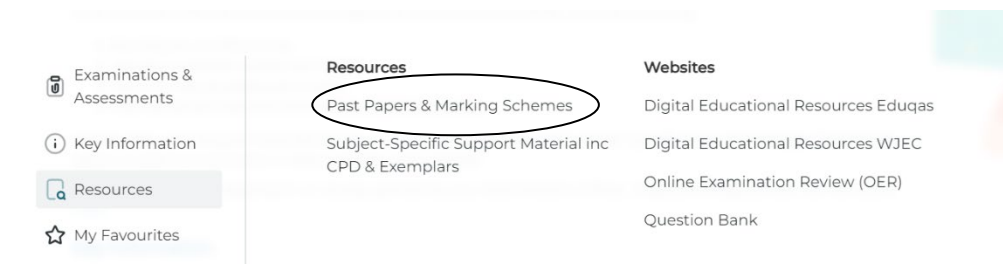 Examinations &
Assessments
Key Information
Resources
My Favourites
Resources
Past Papers & Marking Schemes
Subject-Specific Support Material inc
CPD & Exemplars
Websites
Digital Educational Resources Eduqas
Digital Educational Resources WJEC
Online Examination Review (OER)
Question Bank